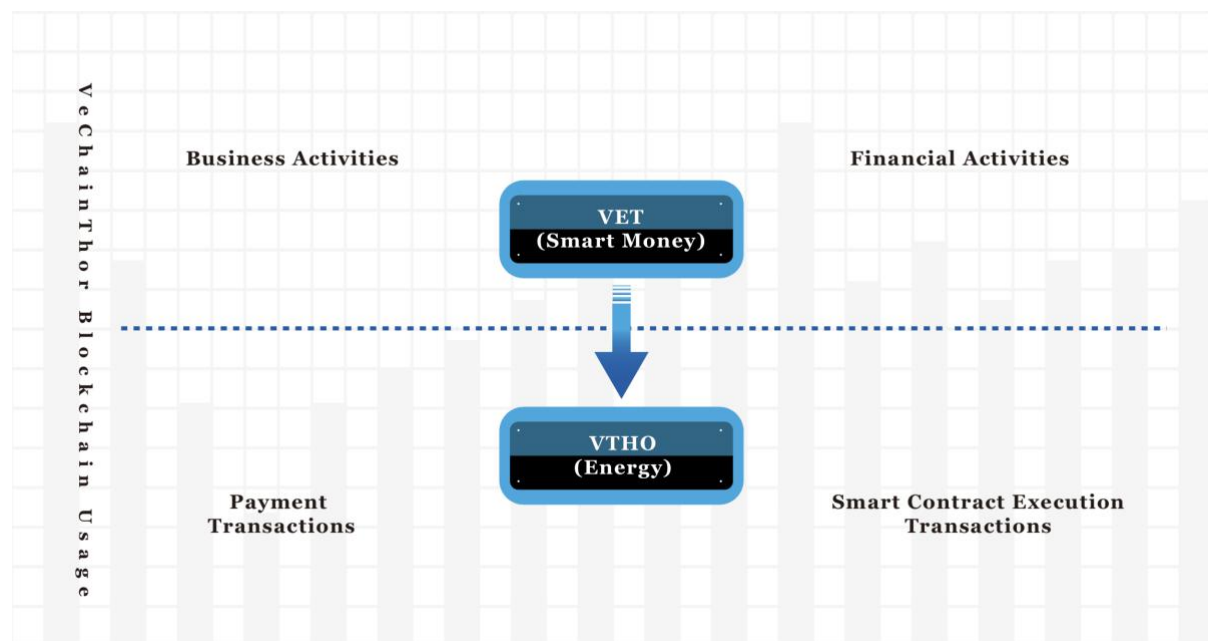 VeChainThor Blockchain Usage
Business Activities
Financial Activities
VET
(Smart Money)
VTHO
(Energy)
Payment
Transactions
Smart Contract Execution
Transactions